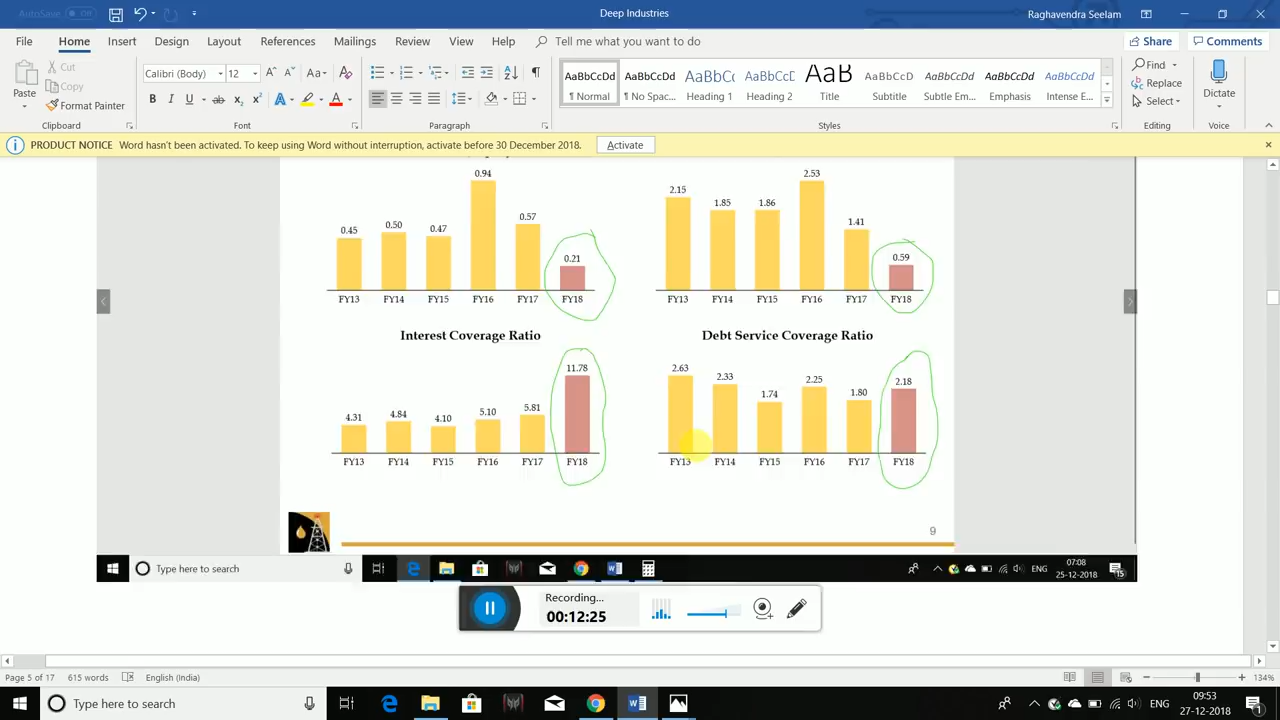 AutoSave Off
Deep Industries
Raghavendra Seelam
File Home Insert Design Layout References Mailings Review View Help Tell me what you want to do
Share Comments
Paste
Cut
Copy
Format Painter
Clipboard
Calibri (Body) 12 Aa
B I U ab X₂ X² A A
Font
Paragraph
AaBbCcDd AaBbCcDd AaBbCc AaBbCcD AaB AaBbCcD AaBbCcDd AaBbCcDd AaBbCcDd
¶ Normal ¶ No Spac... Heading 1 Heading 2 Title Subtitle Subtle Em... Emphasis Intense E...
Styles
Find
Replace
Select
Editing
Dictate
Voice
PRODUCT NOTICE Word hasn't been activated. To keep using Word without interruption, activate before 30 December 2018. Activate
0.45 0.50 0.47 0.94 0.57 0.21
FY13 FY14 FY15 FY16 FY17 FY18
2.15 1.85 1.86 2.53 1.41 0.59
FY13 FY14 FY15 FY16 FY17 FY18
Interest Coverage Ratio
4.31 4.84 4.10 5.10 5.81 11.78
FY13 FY14 FY15 FY16 FY17 FY18
Debt Service Coverage Ratio
2.63 2.33 1.74 2.25 1.80 2.18
FY13 FY14 FY15 FY16 FY17 FY18
9
Type here to search
ENG
07:08
25-12-2018
15
Recording...
00:12:25
Page 5 of 17 615 words English (India)
134%
Type here to search
ENG
09:53
27-12-2018
1